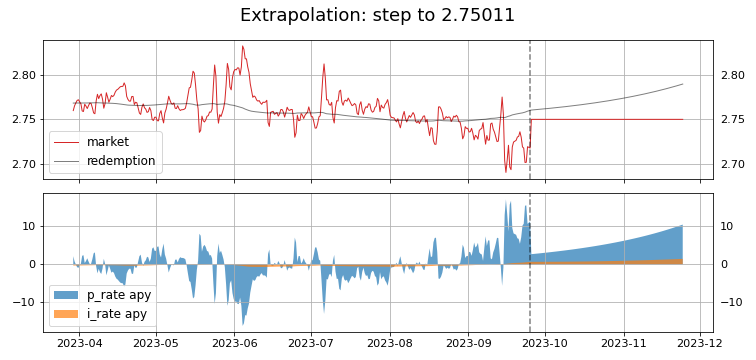 Extrapolation: step to 2.75011
2.80 2.80
2.75 2.75
2.70 2.70
market
redemption
10 10
0 0
−10 −10
p_rate apy
i_rate apy
2023-04 2023-05 2023-06 2023-07 2023-08 2023-09 2023-10 2023-11 2023-12